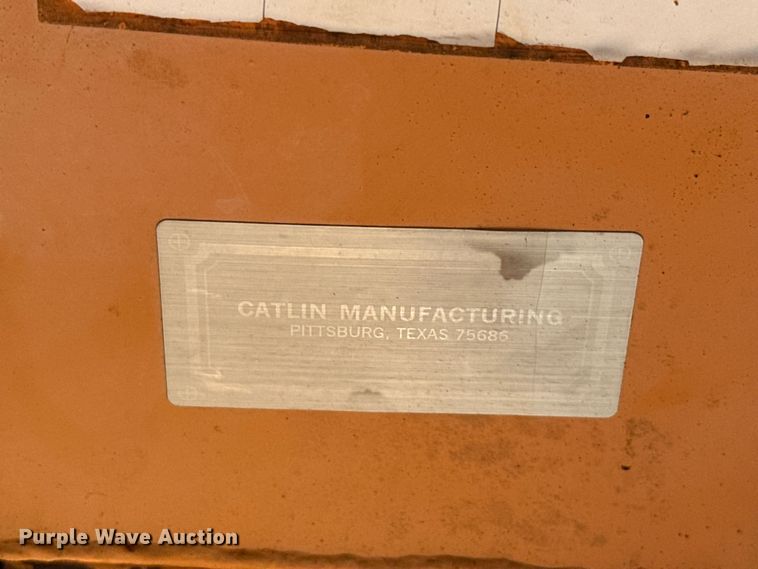 CATLIN MANUFACTURING
PITTSBURG, TEXAS 75686
Purple Wave Auction